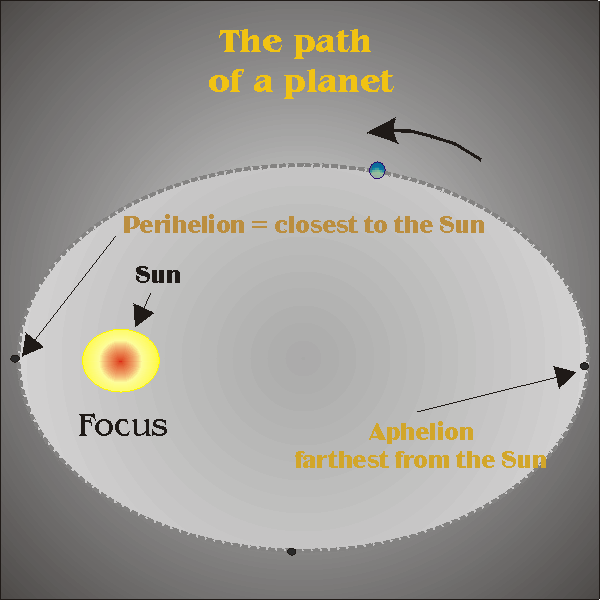 The path
of a planet
Perihelion = closest to the Sun
Sun
Focus
Aphelion
farthest from the Sun